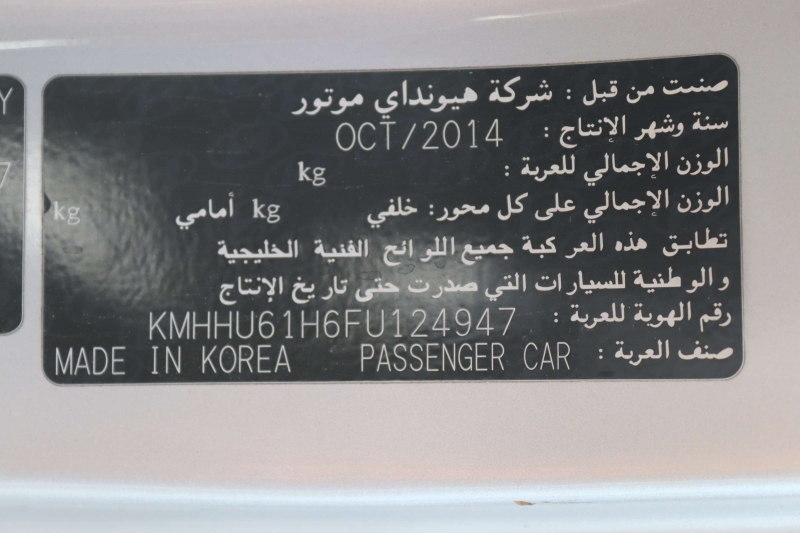 صنعت من قبل : شركة هيونداي موتور
سنة وشهر الإنتاج : OCT/2014
الوزن الإجمالي للعربة : kg
الوزن الإجمالي على كل محور: خلفي kg أمامي kg
تطابق هذه العركبة جميع اللوائح الفنية الخليجية
والوطنية للسيارات التي صدرت حتى تاريخ الإنتاج
رقم الهوية للعربة : KMHHU61H6FU124947
صنف العربة : PASSENGER CAR MADE IN KOREA
Y
7